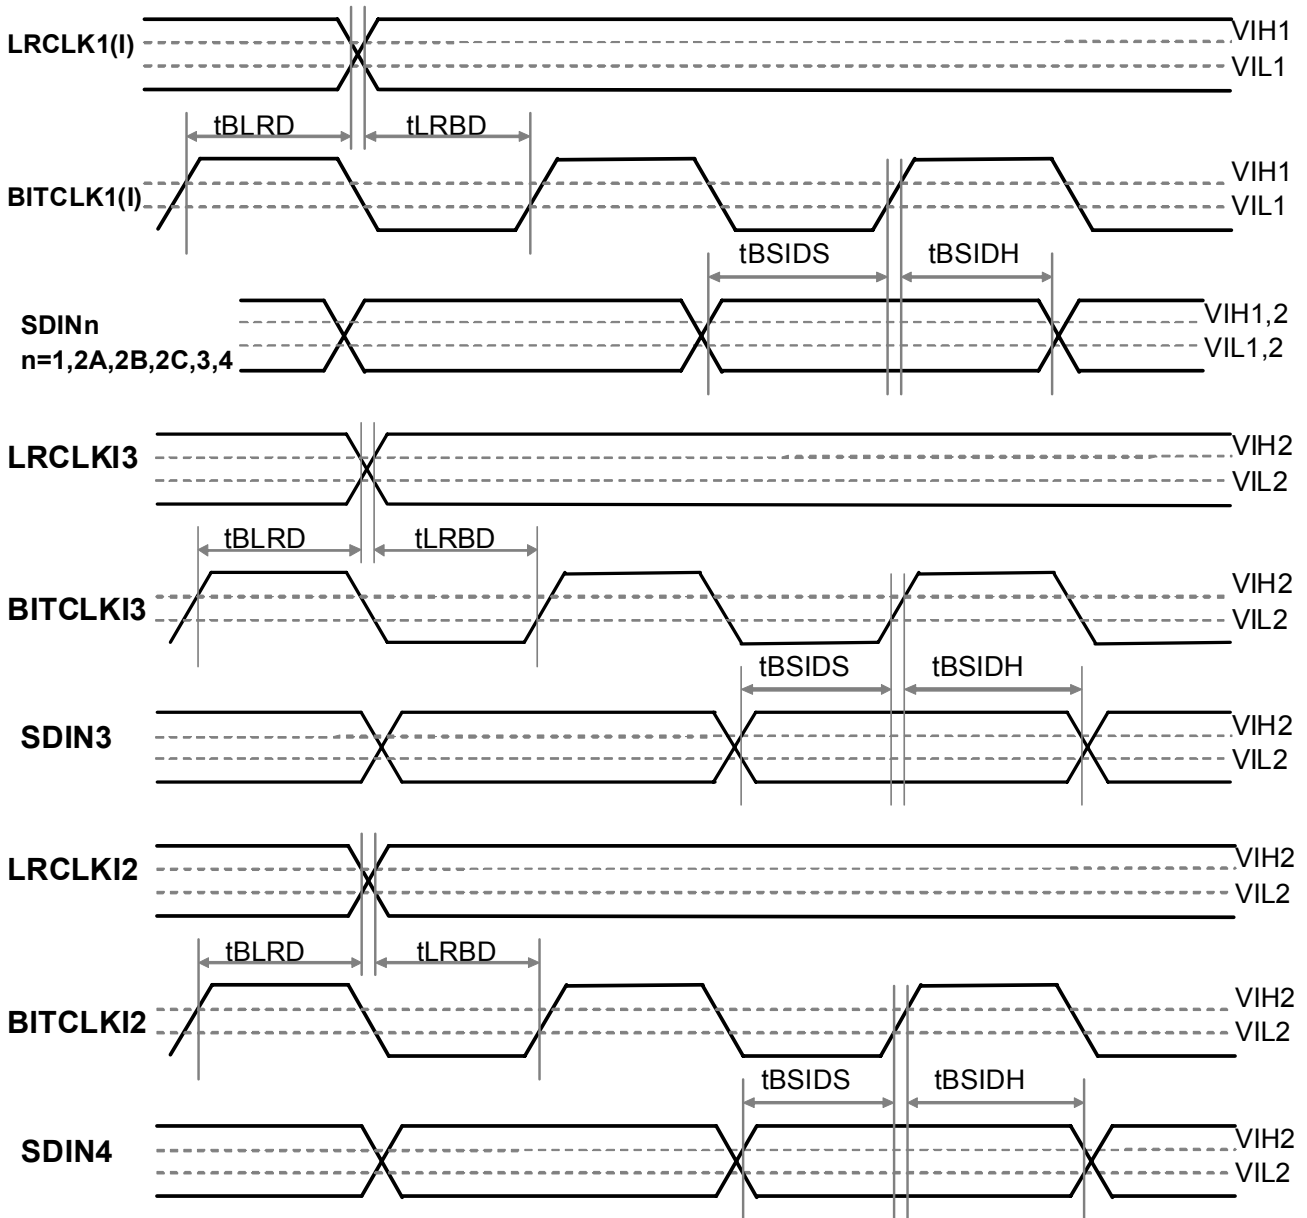 LRCLK1(I)
VIH1
VIL1
tBLRD
tLRBD
BITCLK1(I)
VIH1
VIL1
tBSIDS
tBSIDH
SDINn
n=1,2A,2B,2C,3,4
VIH1,2
VIL1,2
LRCLKI3
VIH2
VIL2
tBLRD
tLRBD
BITCLKI3
VIH2
VIL2
tBSIDS
tBSIDH
SDIN3
VIH2
VIL2
LRCLKI2
VIH2
VIL2
tBLRD
tLRBD
BITCLKI2
VIH2
VIL2
tBSIDS
tBSIDH
SDIN4
VIH2
VIL2